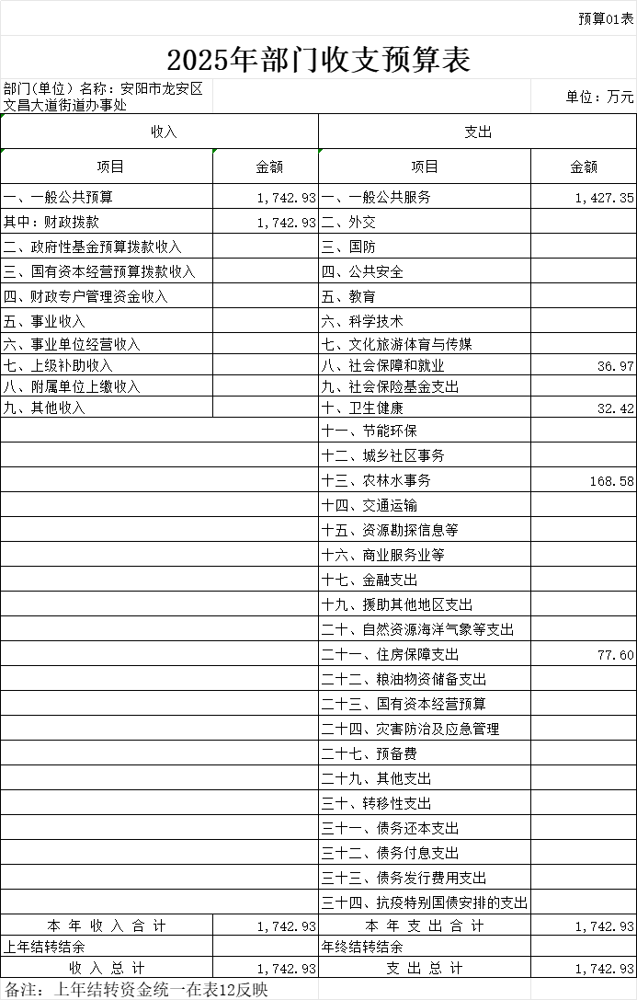 预算01表
2025年部门收支预算表
部门(单位）名称：安阳市龙安区
文昌大道街道办事处
单位：万元
收入 支出
项目 金额 项目 金额
一、一般公共预算 1,742.93 一、一般公共服务 1,427.35
其中：财政拨款 1,742.93 二、外交
二、政府性基金预算拨款收入 三、国防
三、国有资本经营预算拨款收入 四、公共安全
四、财政专户管理资金收入 五、教育
五、事业收入 六、科学技术
六、事业单位经营收入 七、文化旅游体育与传媒
七、上级补助收入 八、社会保障和就业 36.97
八、附属单位上缴收入 九、社会保险基金支出
九、其他收入 十、卫生健康 32.42
十一、节能环保
十二、城乡社区事务
十三、农林水事务 168.58
十四、交通运输
十五、资源勘探信息等
十六、商业服务业等
十七、金融支出
十九、援助其他地区支出
二十、自然资源海洋气象等支出
二十一、住房保障支出 77.60
二十二、粮油物资储备支出
二十三、国有资本经营预算
二十四、灾害防治及应急管理
二十七、预备费
二十九、其他支出
三十、转移性支出
三十一、债务还本支出
三十二、债务付息支出
三十三、债务发行费用支出
三十四、抗疫特别国债安排的支出
本 年 收 入 合 计 1,742.93 本 年 支 出 合 计 1,742.93
上年结转结余 年终结转结余
收 入 总 计 1,742.93 支 出 总 计 1,742.93
备注：上年结转资金统一在表12反映